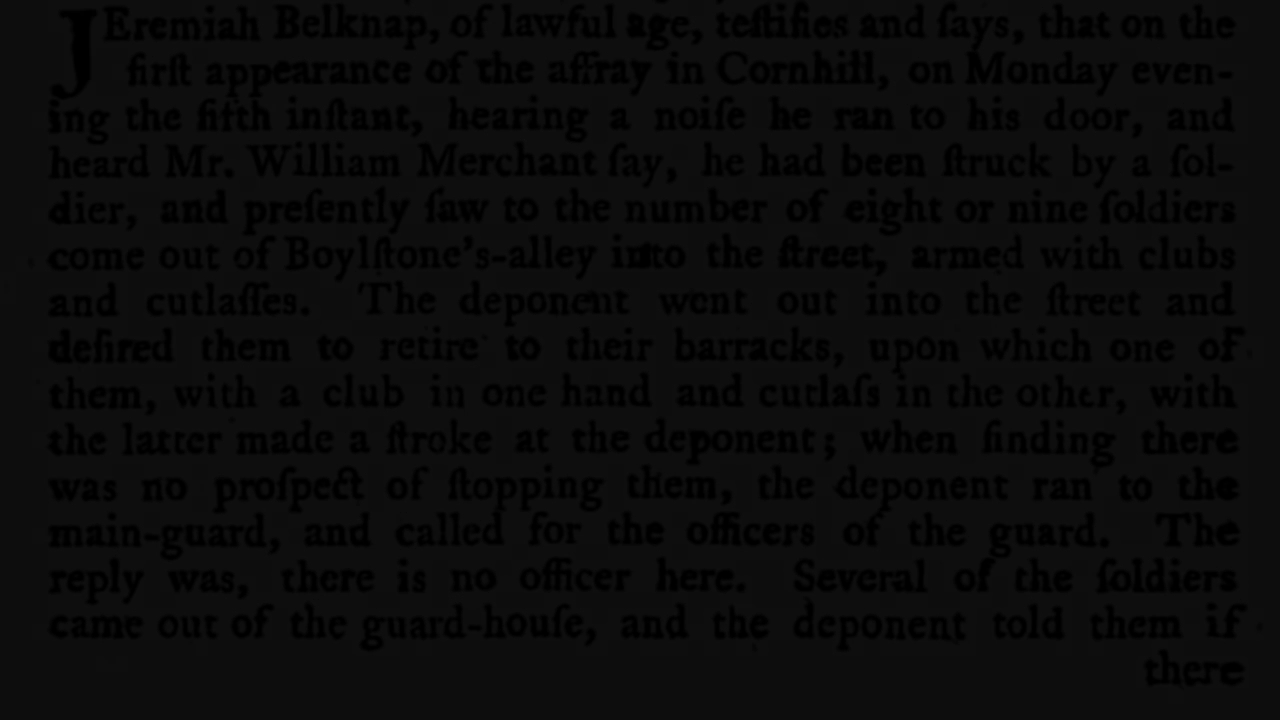 JEremiah Belknap, of lawful age, teſtifies and ſays, that on the
firſt appearance of the affray in Cornhill, on Monday even-
ing the fifth inſtant, hearing a noiſe he ran to his door, and
heard Mr. William Merchant ſay, he had been ſtruck by a ſol-
dier, and preſently ſaw to the number of eight or nine ſoldiers
come out of Boylſtone's-alley into the ſtreet, armed with clubs
and cutlaſſes. The deponent went out into the ſtreet and
deſired them to retire to their barracks, upon which one of
them, with a club in one hand and cutlaſs in the other, with
the latter made a ſtroke at the deponent; when finding there
was no proſpect of ſtopping them, the deponent ran to the
main-guard, and called for the officers of the guard. The
reply was, there is no officer here. Several of the ſoldiers
came out of the guard-houſe, and the deponent told them if
there